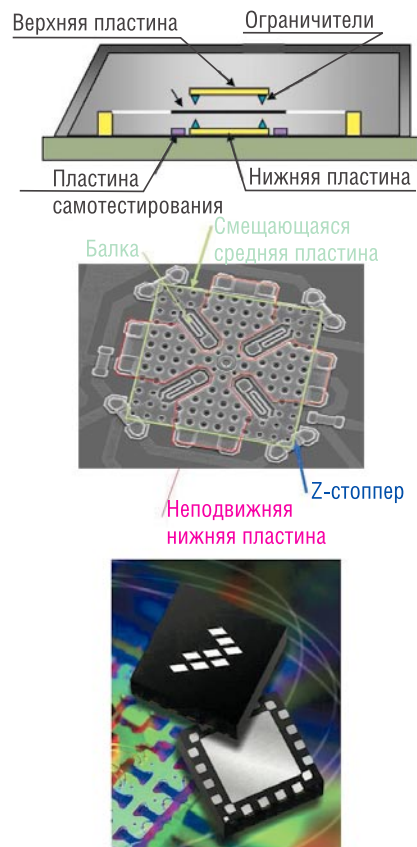 Верхняя пластина
Ограничители
Пластина
самотестирования
Нижняя пластина
Смещающаяся
средняя пластина
Балка
Z-стоппер
Неподвижная
нижняя пластина